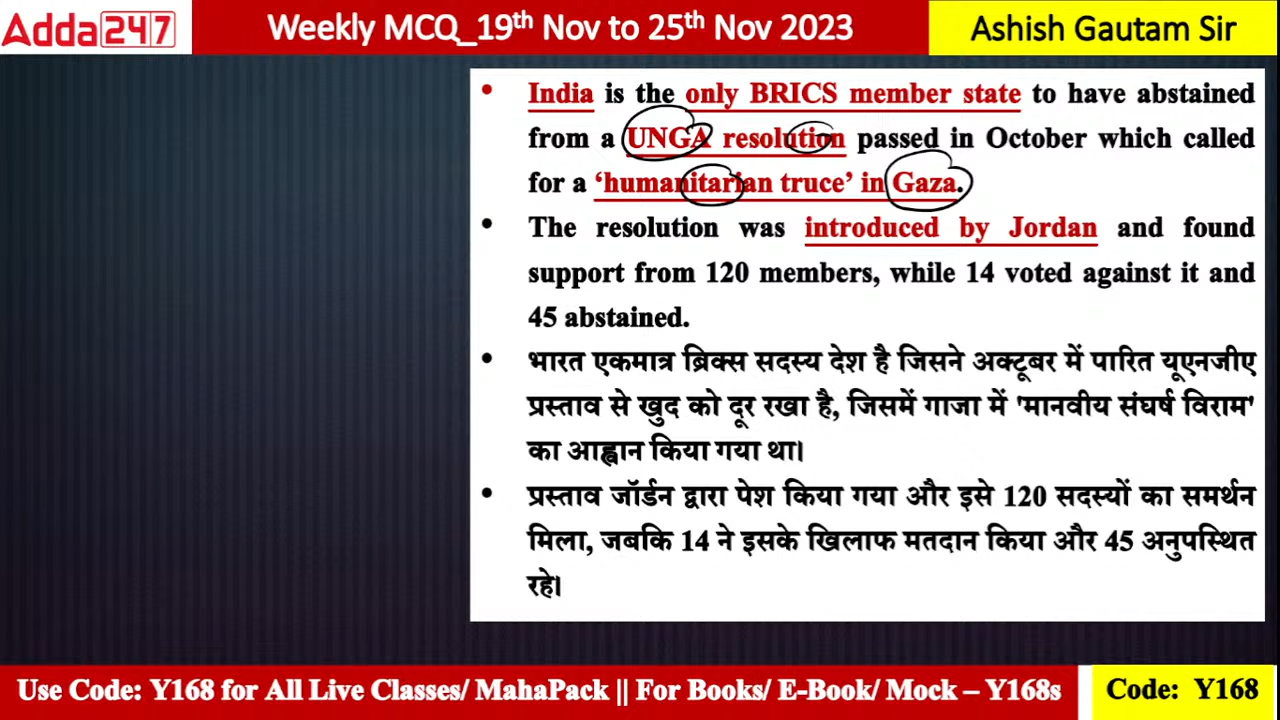 Adda247
Weekly MCQ_19th Nov to 25th Nov 2023
Ashish Gautam Sir
• India is the only BRICS member state to have abstained
from a UNGA resolution passed in October which called
for a ‘humanitarian truce’ in Gaza.
• The resolution was introduced by Jordan and found
support from 120 members, while 14 voted against it and
45 abstained.
• भारत एकमात्र ब्रिक्स सदस्य देश है जिसने अक्टूबर में पारित यूएनजीए
प्रस्ताव से खुद को दूर रखा है, जिसमें गाजा में 'मानवीय संघर्ष विराम'
का आह्वान किया गया था।
• प्रस्ताव जॉर्डन द्वारा पेश किया गया और इसे 120 सदस्यों का समर्थन
मिला, जबकि 14 ने इसके खिलाफ मतदान किया और 45 अनुपस्थित
रहे।
Use Code: Y168 for All Live Classes/ MahaPack || For Books/ E-Book/ Mock – Y168s
Code: Y168